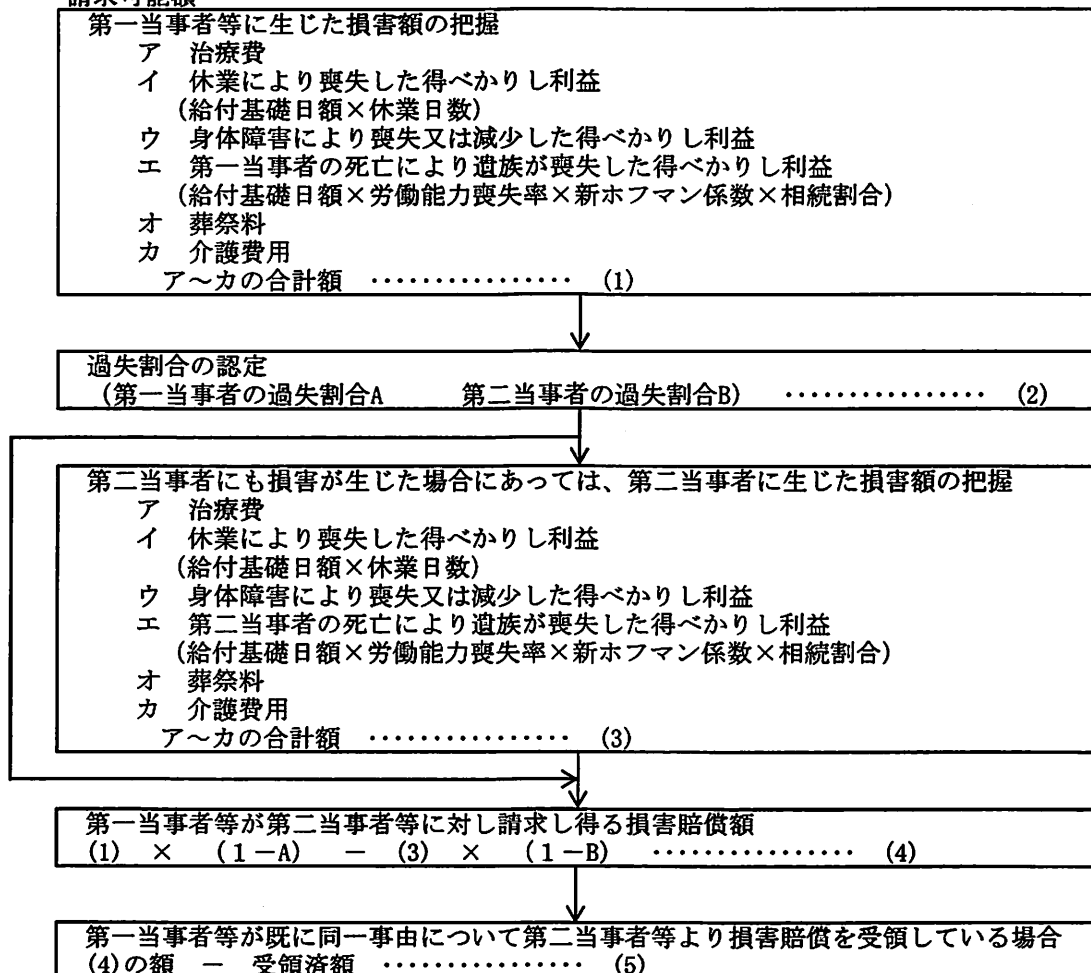 第一当事者等に生じた損害額の把握
ア 治療費
イ 休業により喪失した得べかりし利益
(給付基礎日額×休業日数)
ウ 身体障害により喪失又は減少した得べかりし利益
エ 第一当事者の死亡により遺族が喪失した得べかりし利益
(給付基礎日額×労働能力喪失率×新ホフマン係数×相続割合)
オ 葬祭料
カ 介護費用
ア～カの合計額 ················ (1)
過失割合の認定
(第一当事者の過失割合A 第二当事者の過失割合B) ················ (2)
第二当事者にも損害が生じた場合にあっては、第二当事者に生じた損害額の把握
ア 治療費
イ 休業により喪失した得べかりし利益
(給付基礎日額×休業日数)
ウ 身体障害により喪失又は減少した得べかりし利益
エ 第二当事者の死亡により遺族が喪失した得べかりし利益
(給付基礎日額×労働能力喪失率×新ホフマン係数×相続割合)
オ 葬祭料
カ 介護費用
ア～カの合計額 ················ (3)
第一当事者等が第二当事者等に対し請求し得る損害賠償額
(1) × (1－A) － (3) × (1－B) ················ (4)
第一当事者等が既に同一事由について第二当事者等より損害賠償を受領している場合
(4)の額 － 受領済額 ················ (5)